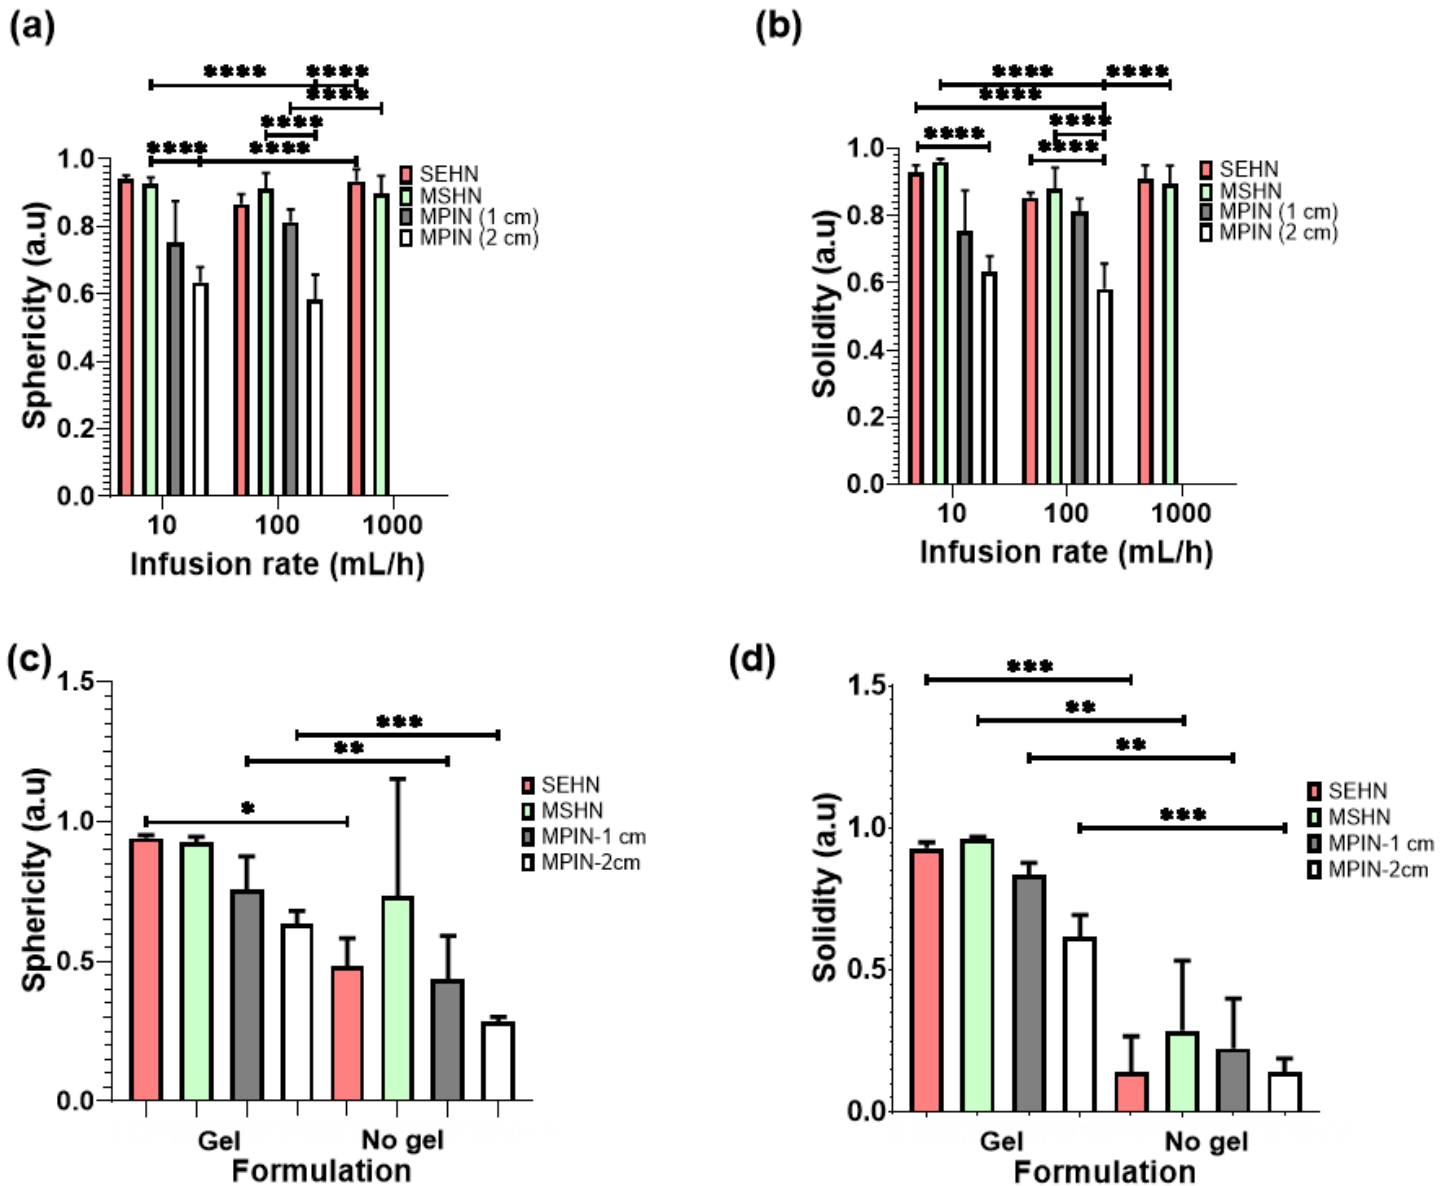 (a)
**** ****
****
****
**** ****
1.0
0.8
0.6
0.4
0.2
0.0
Sphericity (a.u)
10 100 1000
Infusion rate (mL/h)
SEHN
MSHN
MPIN (1 cm)
MPIN (2 cm)
(b)
**** ****
****
****
**** ****
1.0
0.8
0.6
0.4
0.2
0.0
Solidity (a.u)
10 100 1000
Infusion rate (mL/h)
SEHN
MSHN
MPIN (1 cm)
MPIN (2 cm)
(c)
***
**
*
1.5
1.0
0.5
0.0
Sphericity (a.u)
Gel No gel
Formulation
SEHN
MSHN
MPIN-1 cm
MPIN-2cm
(d)
***
**
**
***
1.5
1.0
0.5
0.0
Solidity (a.u)
Gel No gel
Formulation
SEHN
MSHN
MPIN-1 cm
MPIN-2cm